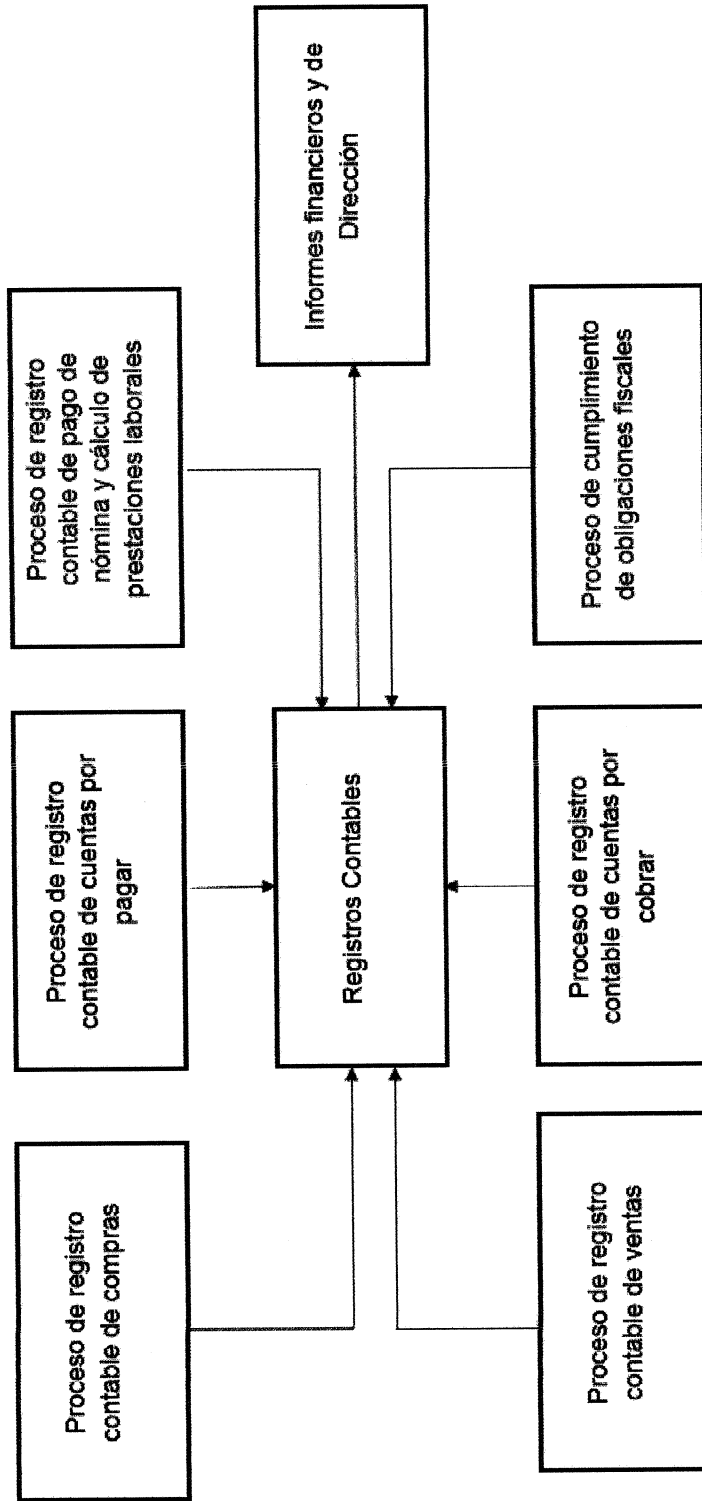 Proceso de registro
contable de compras
Proceso de registro
contable de cuentas por
pagar
Proceso de registro
contable de pago de
nómina y cálculo de
prestaciones laborales
Registros Contables
Informes financieros y de
Dirección
Proceso de registro
contable de ventas
Proceso de registro
contable de cuentas por
cobrar
Proceso de cumplimiento
de obligaciones fiscales